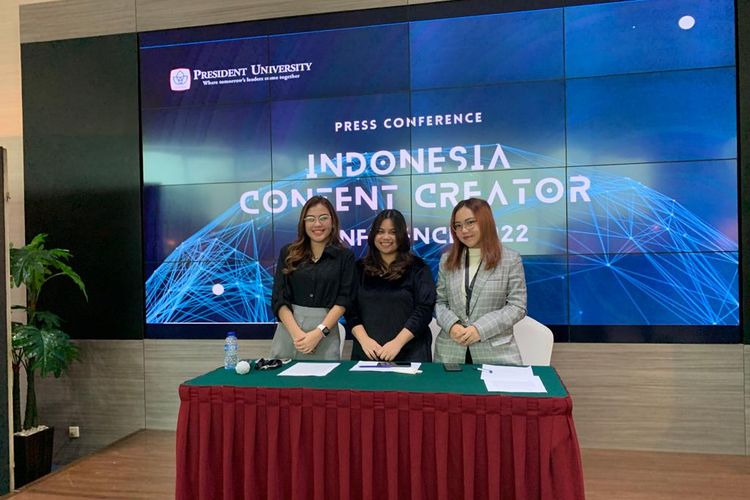 PRESIDENT UNIVERSITY
Where tomorrow's leaders come together
PRESS CONFERENCE
INDONESIA
CONTENT CREATOR